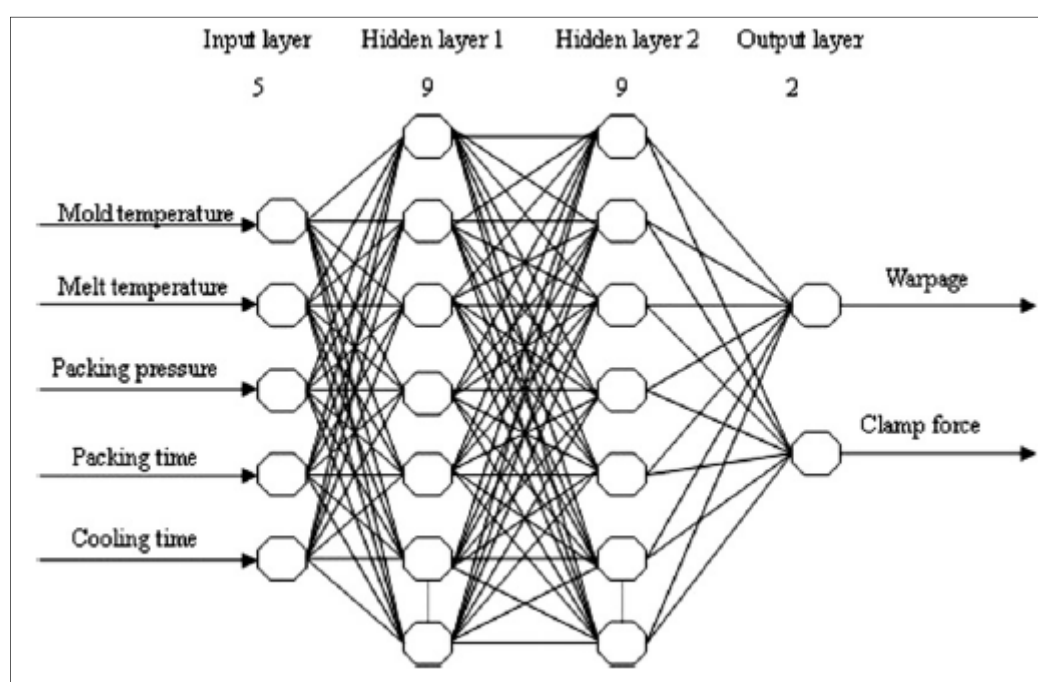 Input layer
Hidden layer 1
Hidden layer 2
Output layer
5
9
9
2
Mold temperature
Melt temperature
Packing pressure
Packing time
Cooling time
Warpage
Clamp force